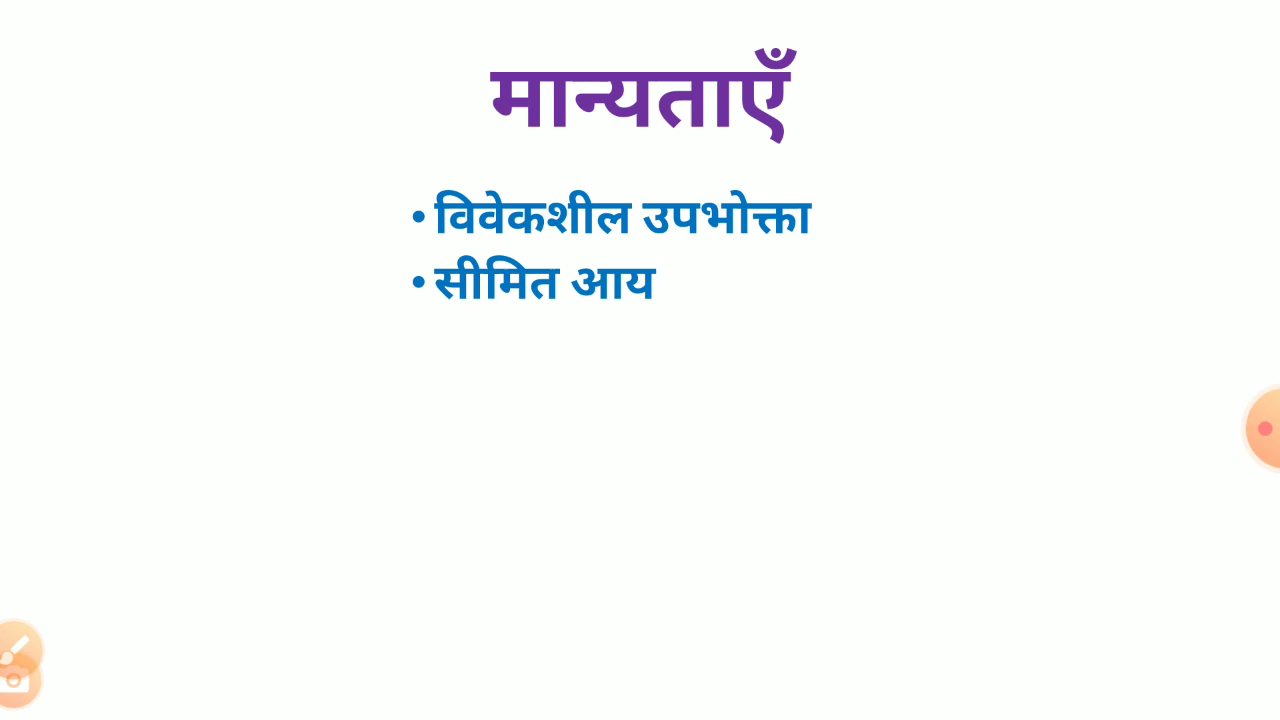 मान्यताएँ
• विवेकशील उपभोक्ता
• सीमित आय